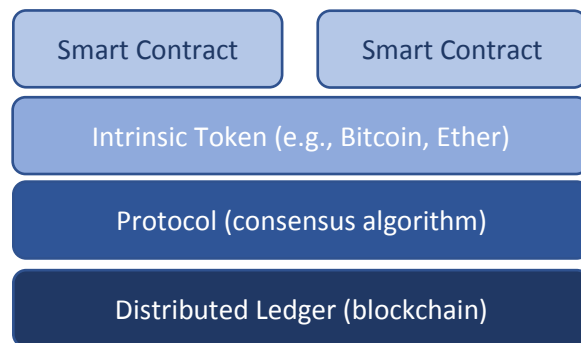 Smart Contract
Smart Contract
Intrinsic Token (e.g., Bitcoin, Ether)
Protocol (consensus algorithm)
Distributed Ledger (blockchain)